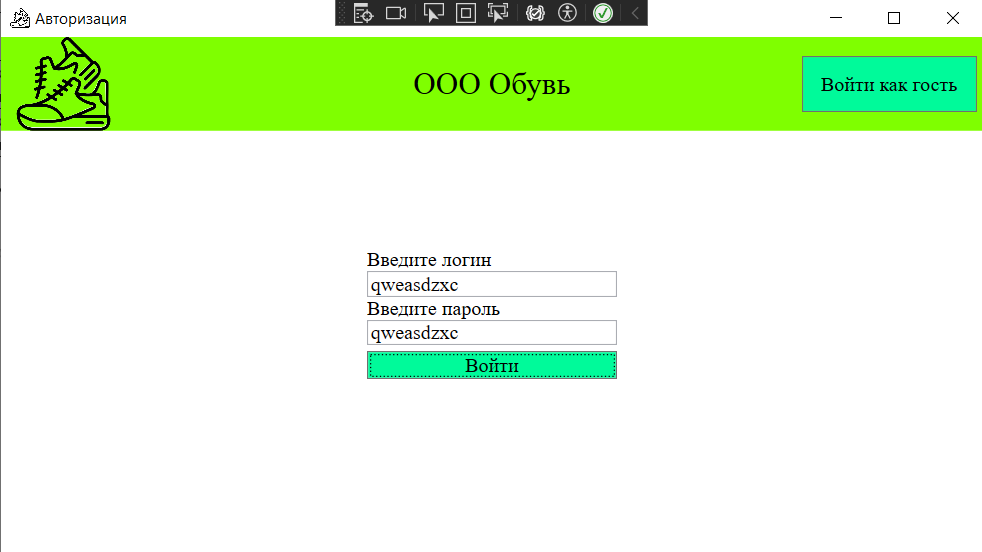 Авторизация
ООО Обувь
Войти как гость
Введите логин
qweasdzxc
Введите пароль
qweasdzxc
Войти